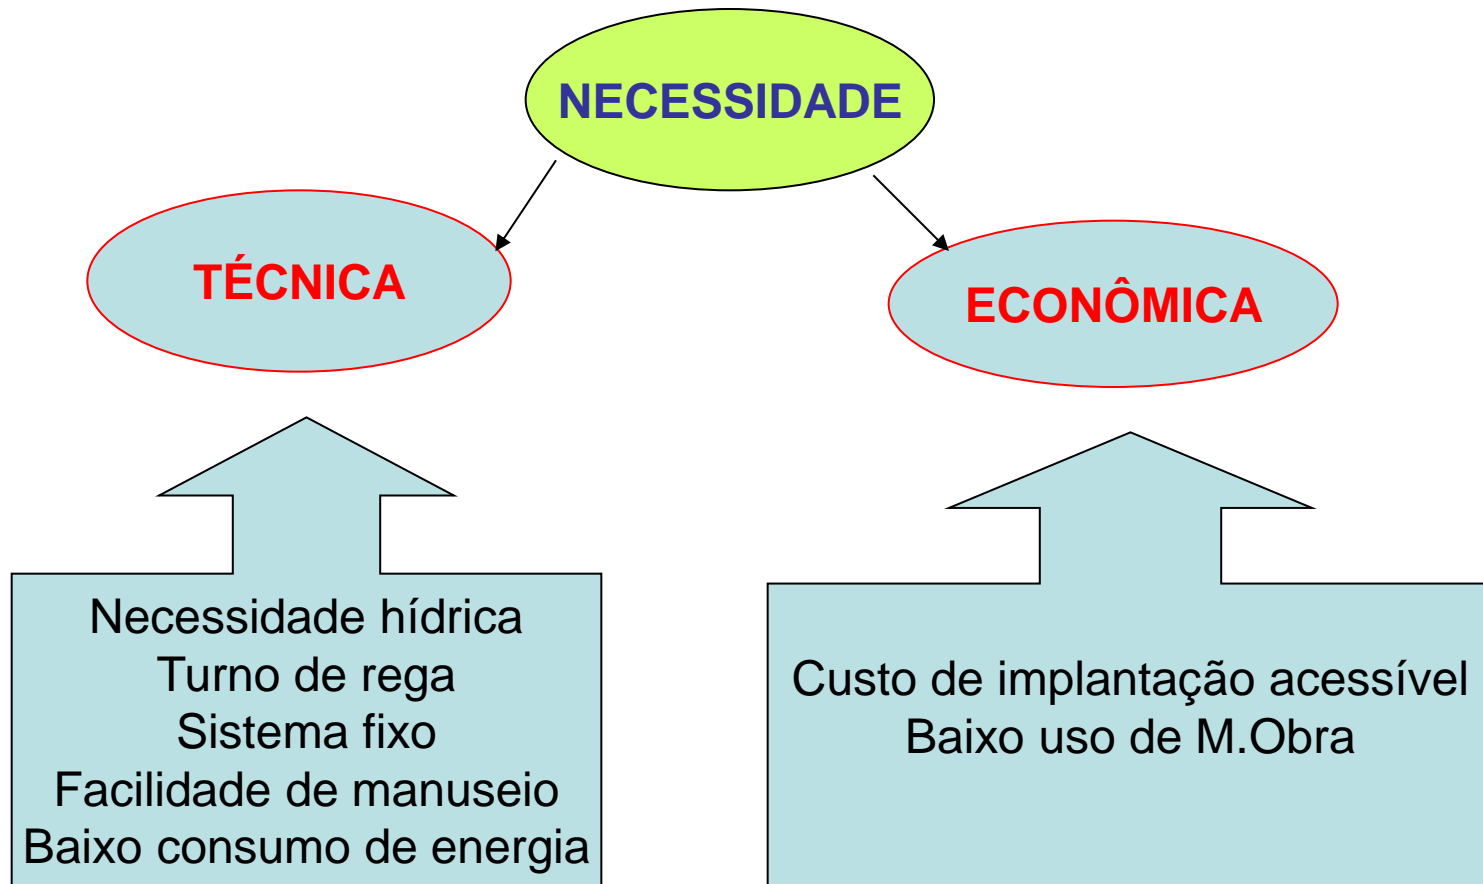 NECESSIDADE
TÉCNICA
ECONÔMICA
Necessidade hídrica
Turno de rega
Sistema fixo
Facilidade de manuseio
Baixo consumo de energia
Custo de implantação acessível
Baixo uso de M.Obra